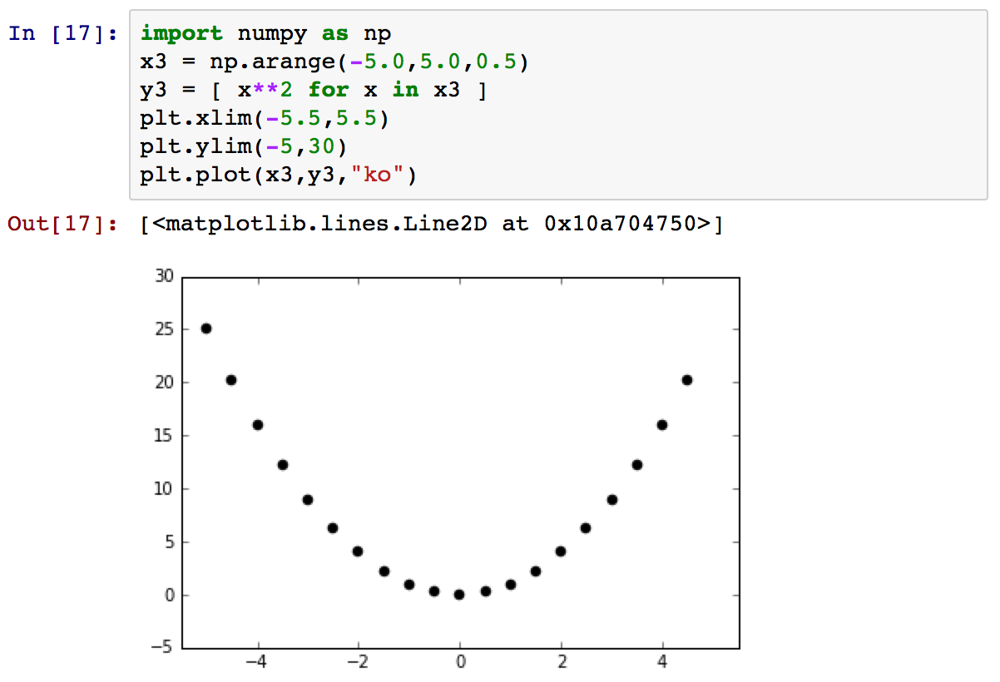 In [17]: import numpy as np
x3 = np.arange(-5.0,5.0,0.5)
y3 = [ x**2 for x in x3 ]
plt.xlim(-5.5,5.5)
plt.ylim(-5,30)
plt.plot(x3,y3,"ko")
Out[17]: [<matplotlib.lines.Line2D at 0x10a704750>]
30
25
20
15
10
5
0
−5
−4 −2 0 2 4